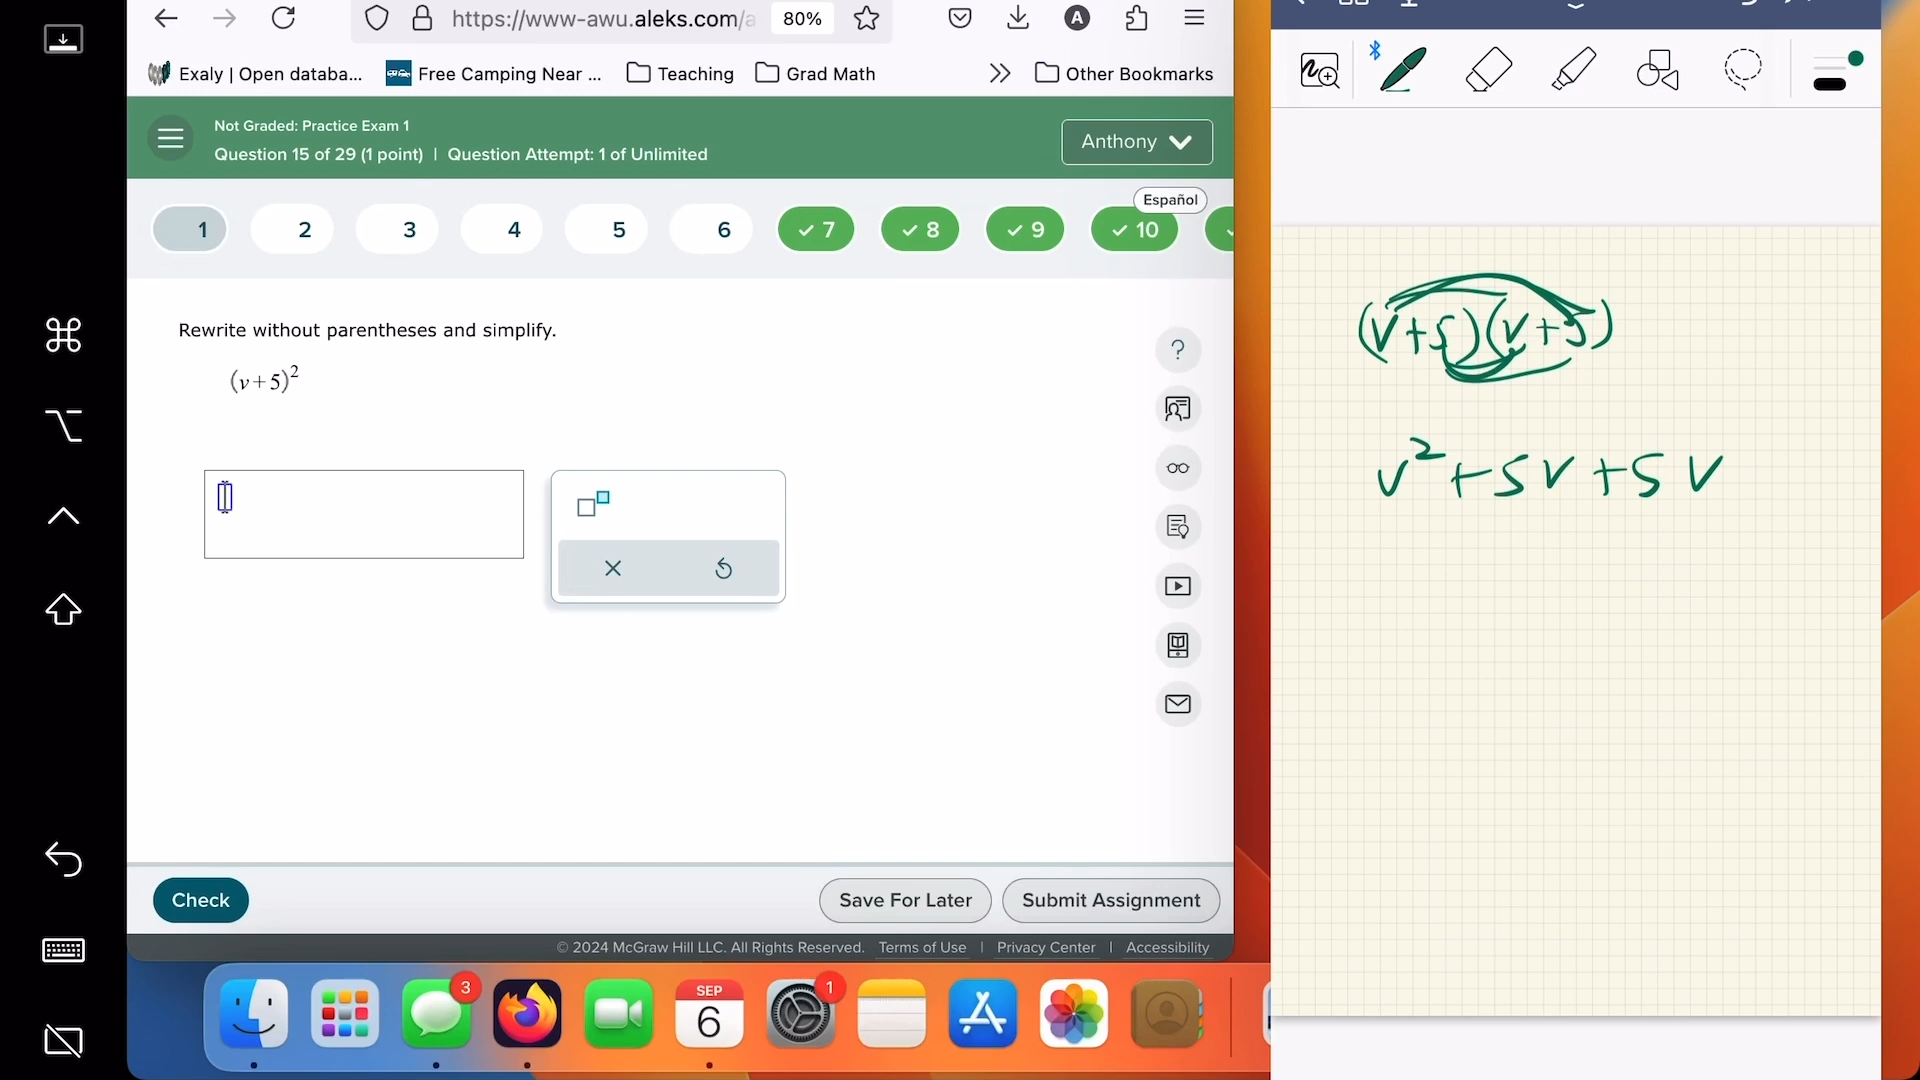 https://www-awu.aleks.com/a
80%
A
Exaly | Open databa...
Free Camping Near ...
Teaching
Grad Math
Other Bookmarks
Not Graded: Practice Exam 1
Question 15 of 29 (1 point) | Question Attempt: 1 of Unlimited
Anthony
Español
1 2 3 4 5 6 ✓ 7 ✓ 8 ✓ 9 ✓ 10
Rewrite without parentheses and simplify.
(v+5)²
?
(v+5)(v+5)
v²+5v+5v
Check
Save For Later
Submit Assignment
© 2024 McGraw Hill LLC. All Rights Reserved. Terms of Use | Privacy Center | Accessibility
3
SEP
6
1